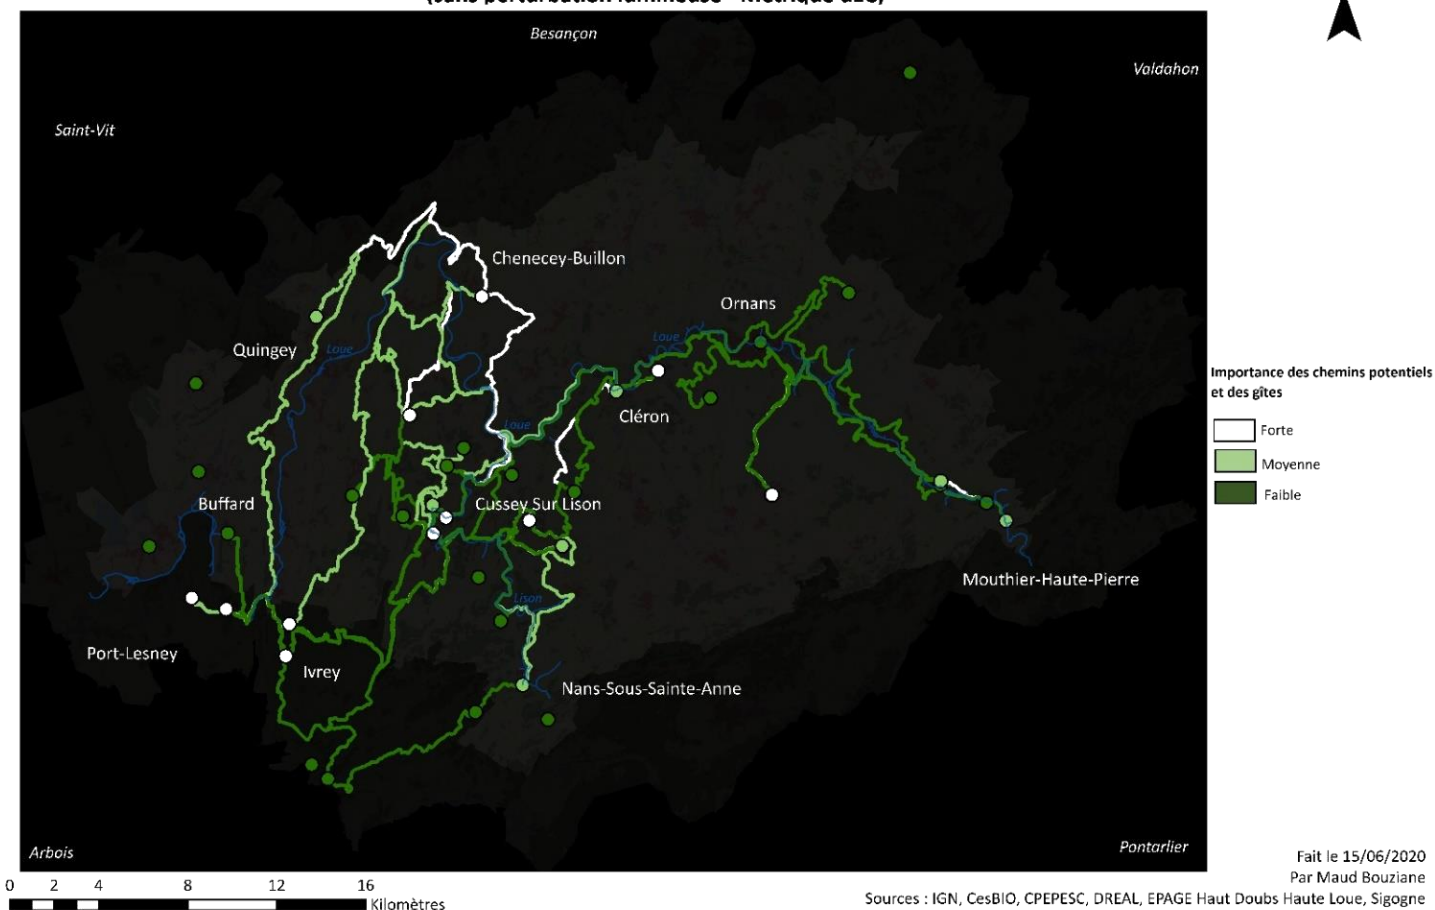 Besançon
Valdahon
Saint-Vit
Chenecey-Buillon
Ornans
Loue
Quingey
Loue
Importance des chemins potentiels
et des gîtes
Cléron
Forte
Loue
Moyenne
Buffard
Cussey Sur Lison
Faible
Mouthier-Haute-Pierre
Lison
Port-Lesney
Ivrey
Nans-Sous-Sainte-Anne
Arbois
Pontarlier
Fait le 15/06/2020
Par Maud Bouziane
0 2 4 8 12 16
Kilomètres
Sources : IGN, CesBIO, CPEPESC, DREAL, EPAGE Haut Doubs Haute Loue, Sigogne